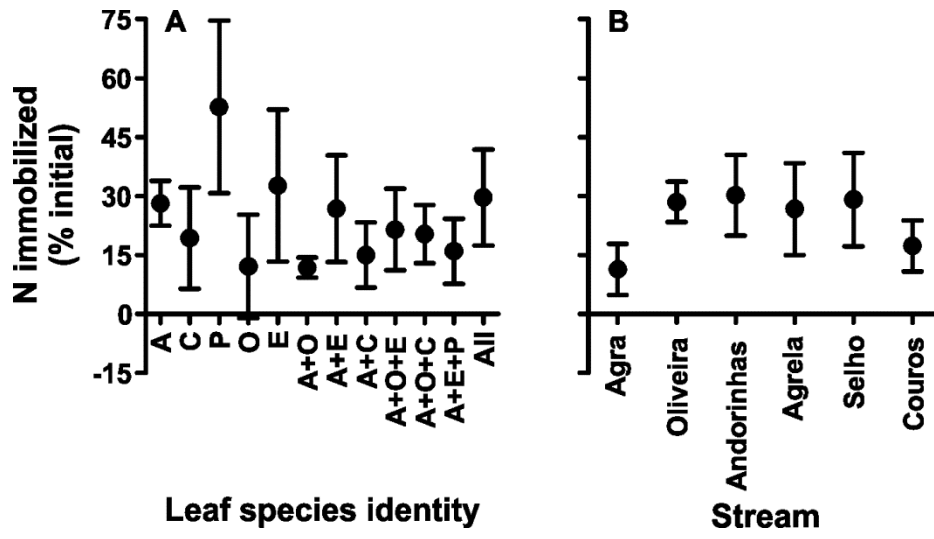 A
B
N immobilized
(% initial)
75
60
45
30
15
0
-15
A
C
P
O
E
A+O
A+E
A+C
A+O+E
A+O+C
A+E+P
All
Leaf species identity
Agra
Oliveira
Andorinhas
Agrela
Selho
Couros
Stream